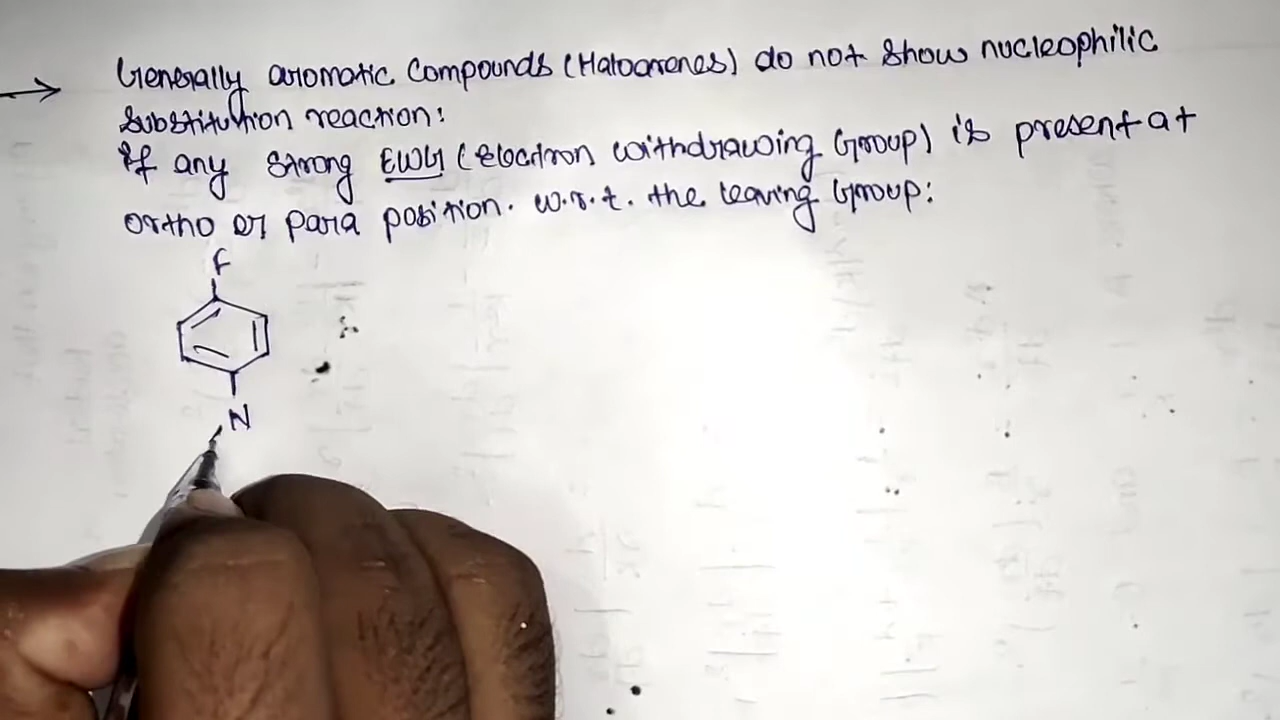 Generally aromatic Compounds (Haloarenes) do not show nucleophilic
substitution reaction:
if any strong EWG (electron withdrawing Group) is present at
ortho or para position. w.r.t. the leaving Group:
F
N